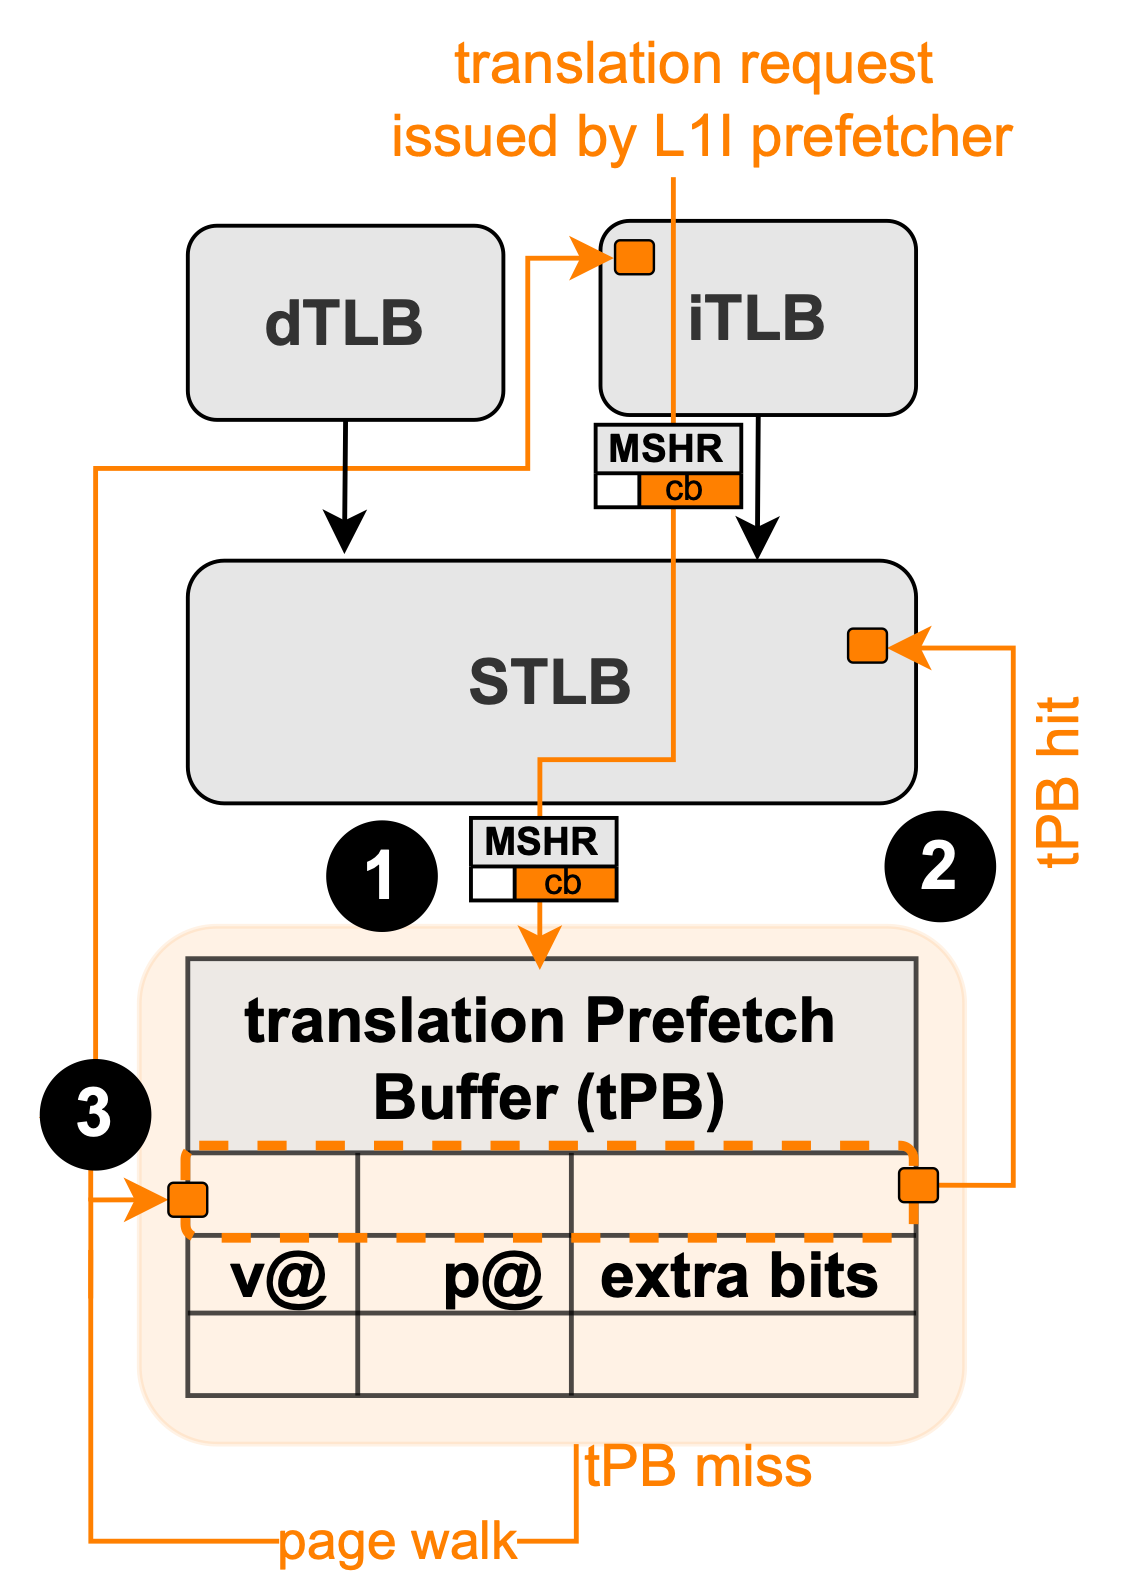 translation request
issued by L1I prefetcher
dTLB
iTLB
MSHR
cb
STLB
tPB hit
MSHR
cb
1
2
translation Prefetch
Buffer (tPB)
3
v@ p@ extra bits
tPB miss
page walk